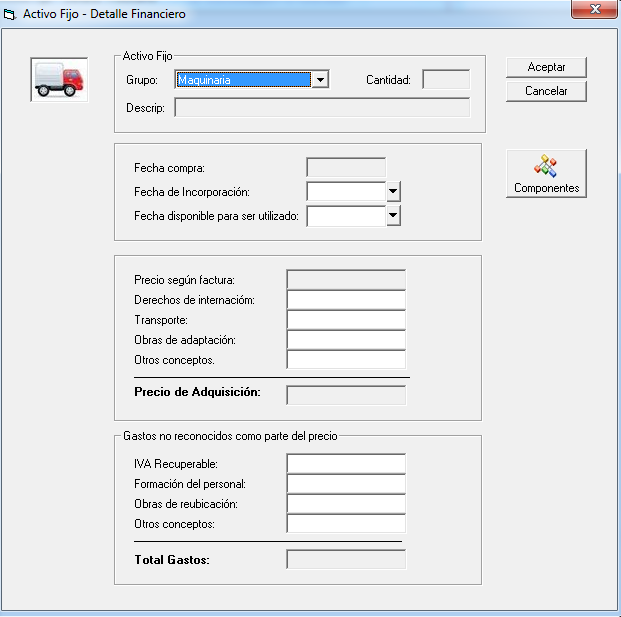 Activo Fijo - Detalle Financiero
Activo Fijo
Grupo: Maquinaria Cantidad:
Descrip:
Aceptar
Cancelar
Componentes
Fecha compra:
Fecha de Incorporación:
Fecha disponible para ser utilizado:
Precio según factura:
Derechos de internacióm:
Transporte:
Obras de adaptación:
Otros conceptos.
Precio de Adquisición:
Gastos no reconocidos como parte del precio
IVA Recuperable:
Formación del personal:
Obras de reubicación:
Otros conceptos:
Total Gastos: